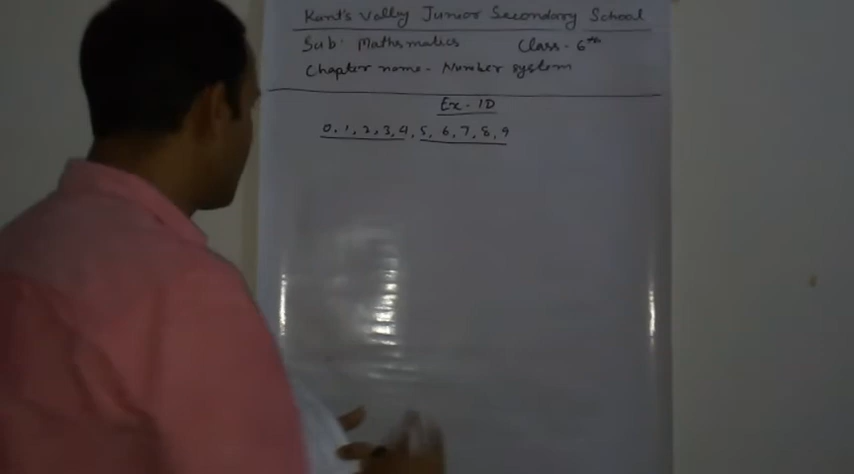 Kant's Valley Junior Secondary School
Sub. Mathematics Class - 6th
Chapter name - Number system
Ex - 1D
0, 1, 2, 3, 4, 5, 6, 7, 8, 9